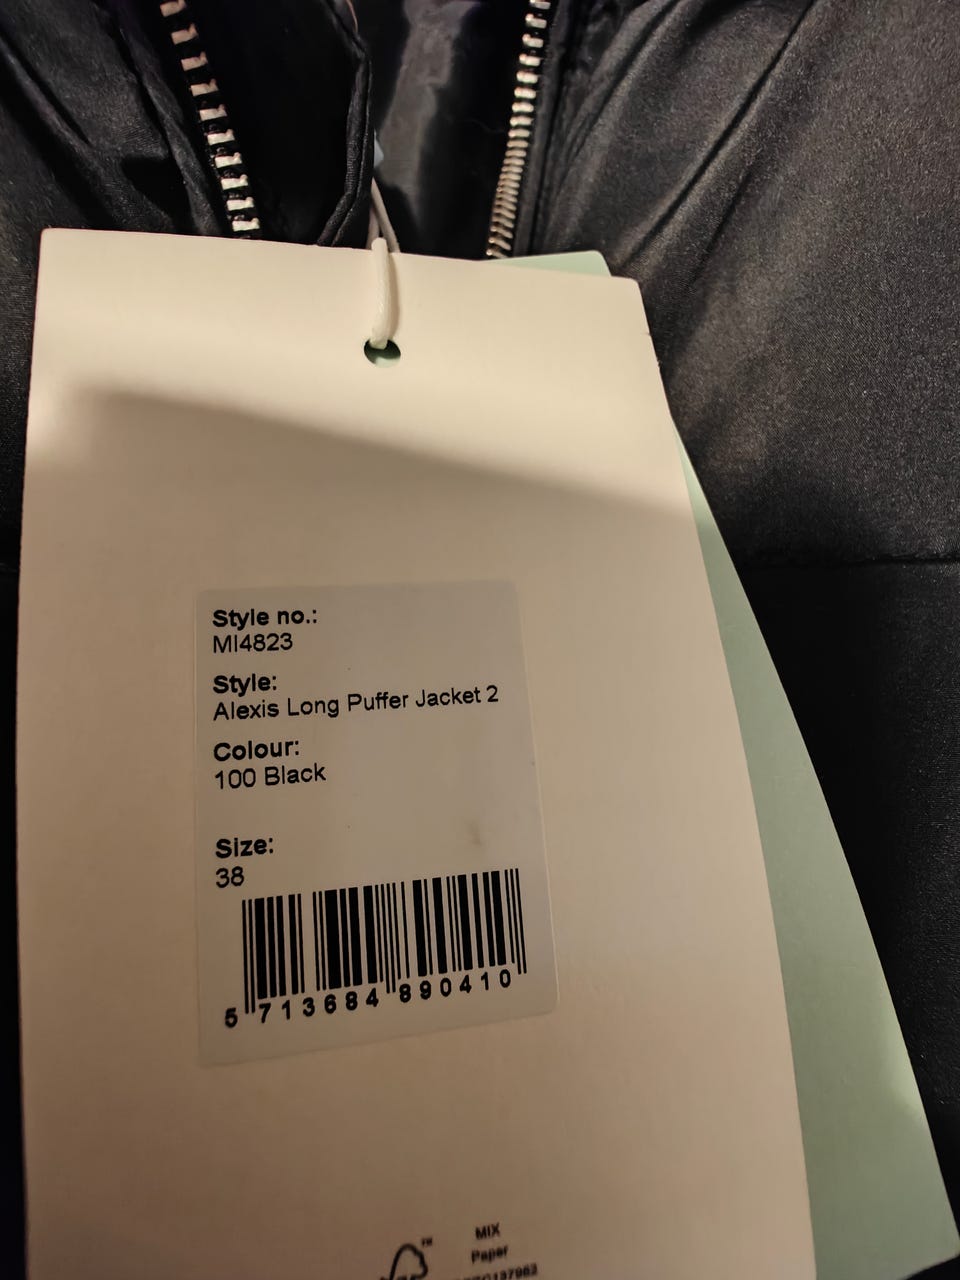 Style no.:
MI4823
Style:
Alexis Long Puffer Jacket 2
Colour:
100 Black
Size:
38
5 713684 890410
™
MIX
Paper